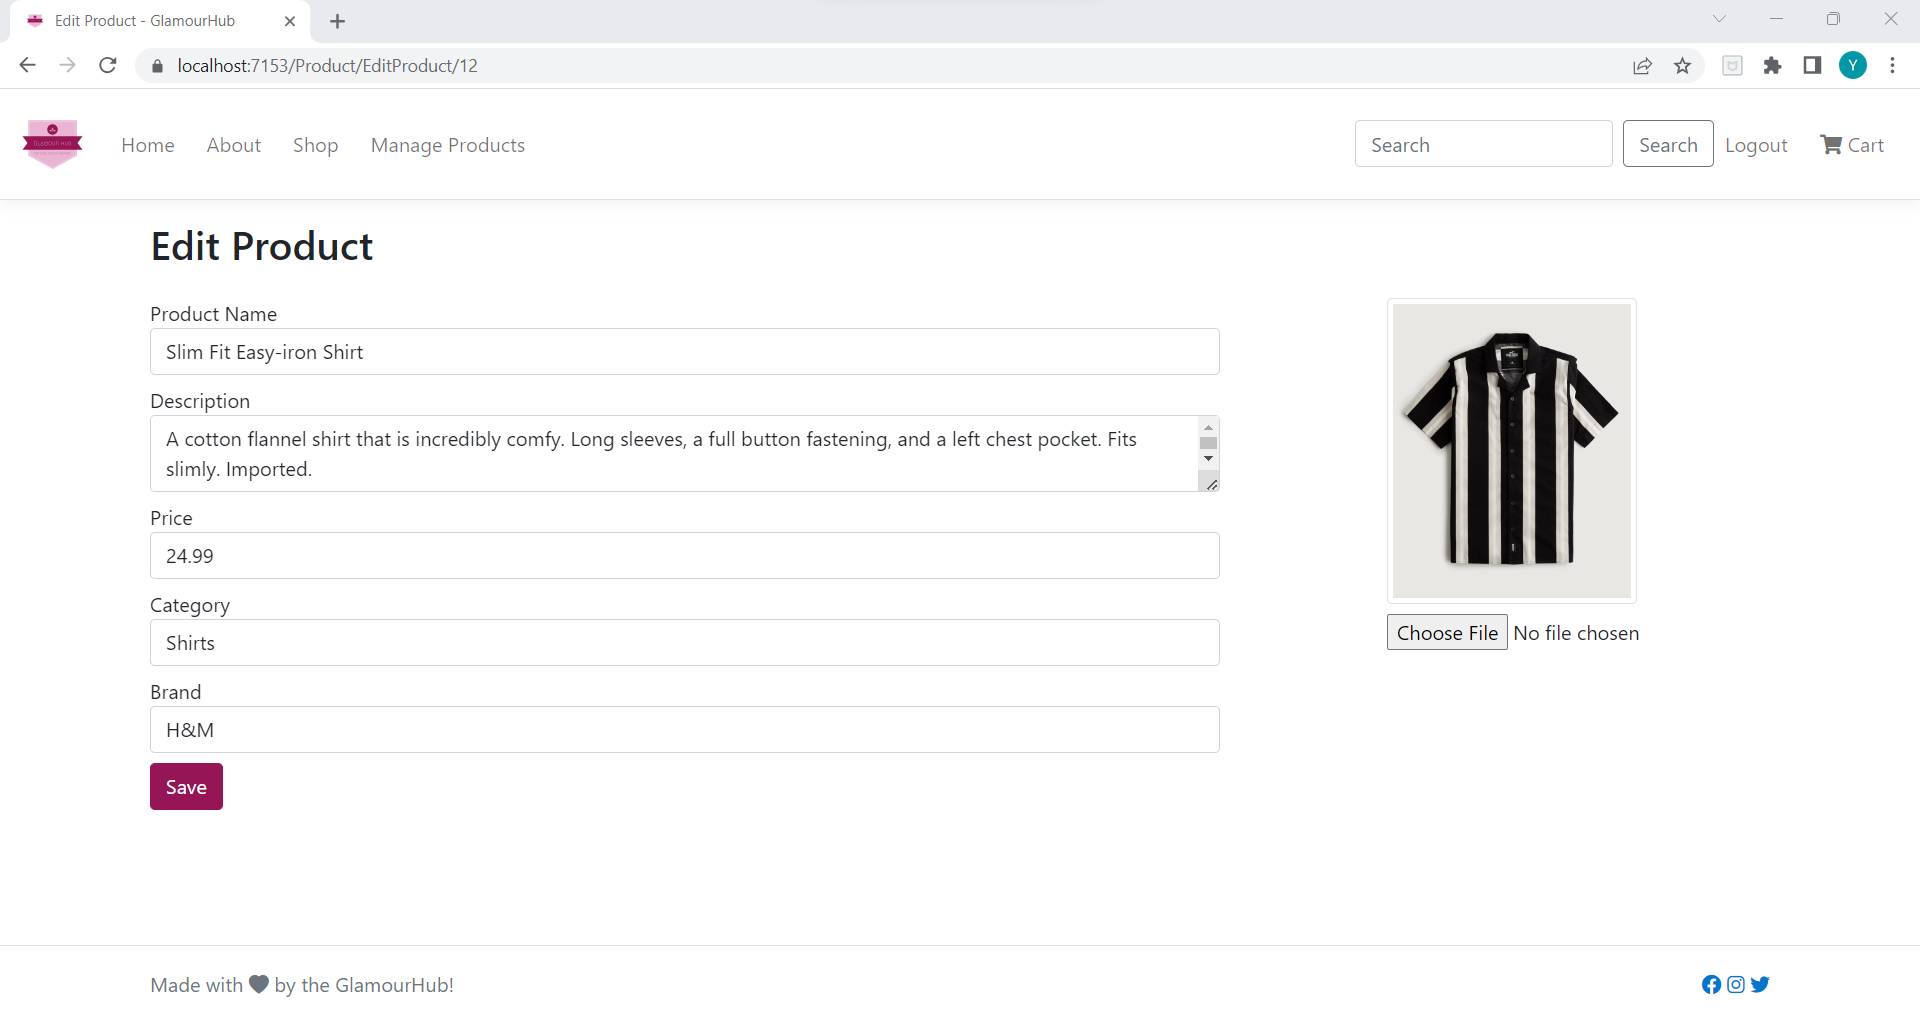 Edit Product - GlamourHub
localhost:7153/Product/EditProduct/12
Y
GLAMOUR HUB
Home About Shop Manage Products Search Search Logout Cart
Edit Product
Product Name
Slim Fit Easy-iron Shirt
Description
A cotton flannel shirt that is incredibly comfy. Long sleeves, a full button fastening, and a left chest pocket. Fits
slimly. Imported.
Price
24.99
Category
Shirts
Brand
H&M
Save
Choose File No file chosen
Made with by the GlamourHub!